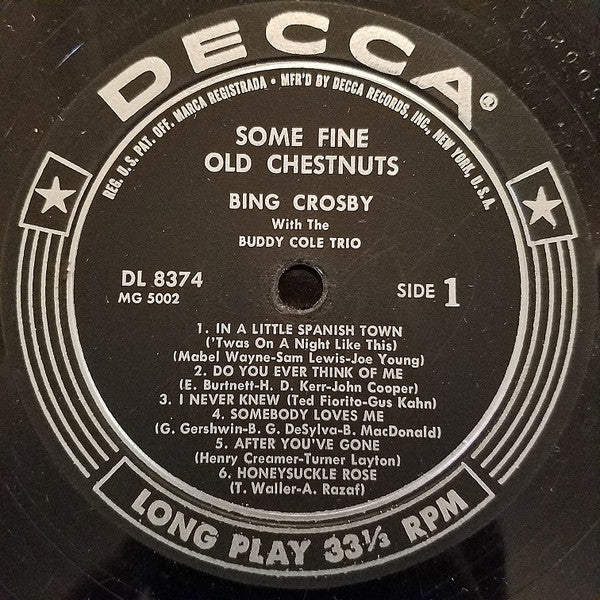 DECCA®
REG. U.S. PAT. OFF. MARCA REGISTRADA • MFR'D BY DECCA RECORDS, INC., NEW YORK, U.S.A.
SOME FINE
OLD CHESTNUTS
BING CROSBY
With The
BUDDY COLE TRIO
DL 8374
MG 5002
SIDE 1
1. IN A LITTLE SPANISH TOWN
('Twas On A Night Like This)
(Mabel Wayne-Sam Lewis-Joe Young)
2. DO YOU EVER THINK OF ME
(E. Burtnett-H. D. Kerr-John Cooper)
3. I NEVER KNEW (Ted Fiorito-Gus Kahn)
4. SOMEBODY LOVES ME
(G. Gershwin-B. G. DeSylva-B. MacDonald)
5. AFTER YOU'VE GONE
(Henry Creamer-Turner Layton)
6. HONEYSUCKLE ROSE
(T. Waller-A. Razaf)
LONG PLAY 33⅓ RPM